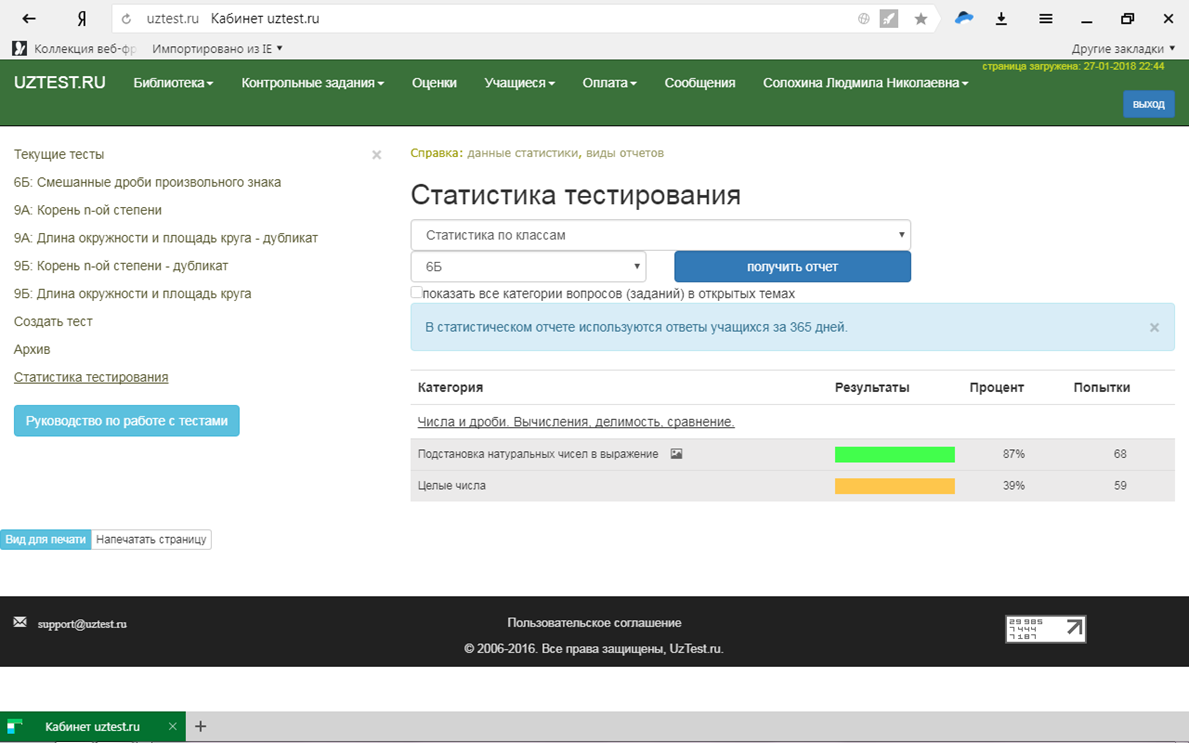 Я uztest.ru Кабинет uztest.ru
Коллекция веб-фр Импортировано из IE Другие закладки
страница загружена: 27-01-2018 22:44
UZTEST.RU Библиотека Контрольные задания Оценки Учащиеся Оплата Сообщения Солохина Людмила Николаевна
выход
Текущие тесты
6Б: Смешанные дроби произвольного знака
9А: Корень n-ой степени
9А: Длина окружности и площадь круга - дубликат
9Б: Корень n-ой степени - дубликат
9Б: Длина окружности и площадь круга
Создать тест
Архив
Статистика тестирования
Руководство по работе с тестами
Справка: данные статистики, виды отчетов
Статистика тестирования
Статистика по классам
6Б получить отчет
показать все категории вопросов (заданий) в открытых темах
В статистическом отчете используются ответы учащихся за 365 дней.
Категория Результаты Процент Попытки
Числа и дроби. Вычисления, делимость, сравнение.
Подстановка натуральных чисел в выражение 87% 68
Целые числа 39% 59
Вид для печати Напечатать страницу
support@uztest.ru
Пользовательское соглашение
© 2006-2016. Все права защищены, UzTest.ru.
29 985
7 444
7 187
Кабинет uztest.ru